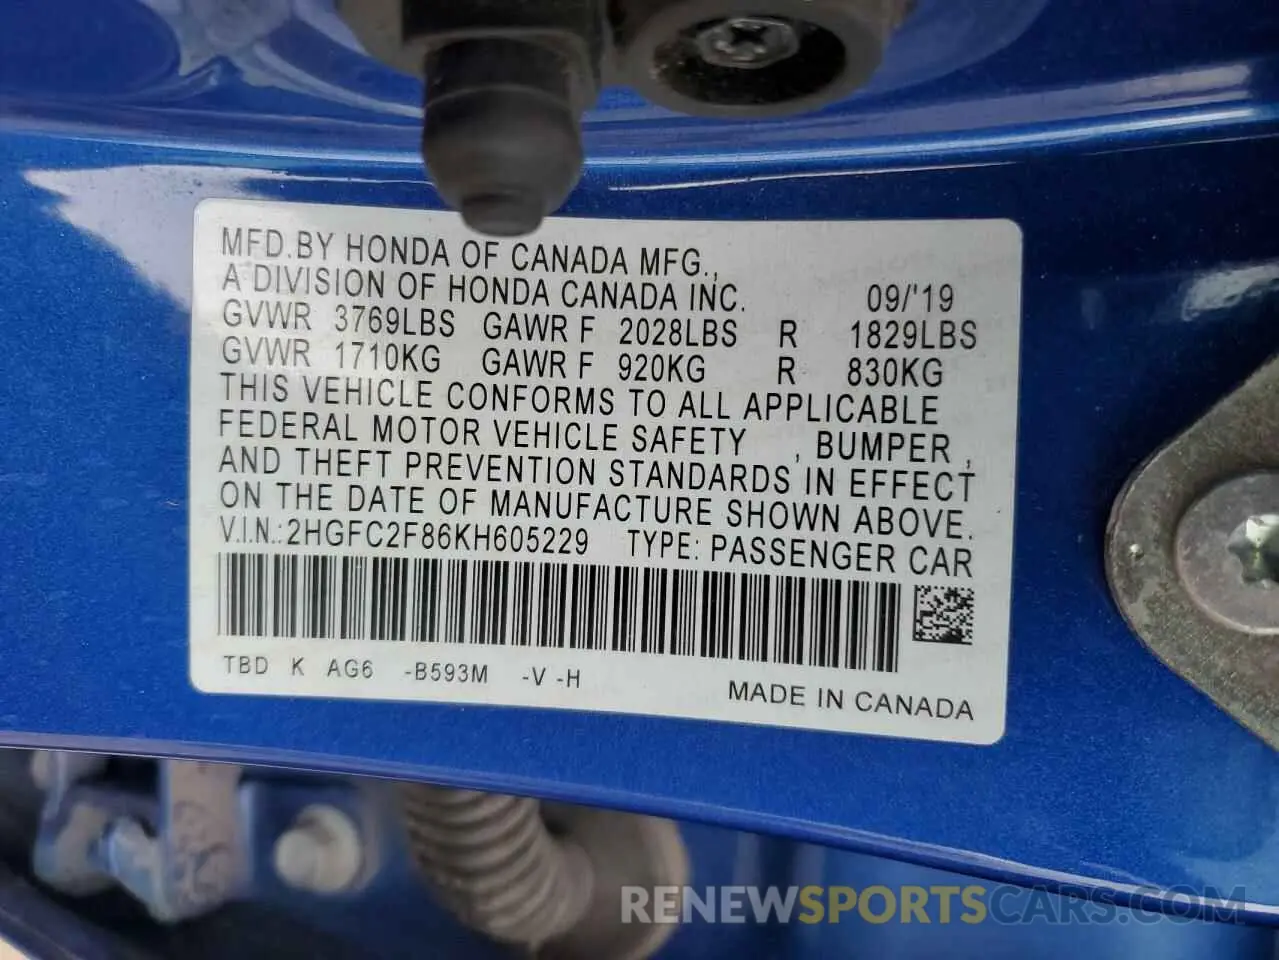 MFD.BY HONDA OF CANADA MFG.,
A DIVISION OF HONDA CANADA INC. 09/'19
GVWR 3769LBS GAWR F 2028LBS R 1829LBS
GVWR 1710KG GAWR F 920KG R 830KG
THIS VEHICLE CONFORMS TO ALL APPLICABLE
FEDERAL MOTOR VEHICLE SAFETY , BUMPER ,
AND THEFT PREVENTION STANDARDS IN EFFECT
ON THE DATE OF MANUFACTURE SHOWN ABOVE.
V.I.N.:2HGFC2F86KH605229 TYPE: PASSENGER CAR
TBD K AG6 -B593M -V -H
MADE IN CANADA
RENEWSPORTSCARS.COM